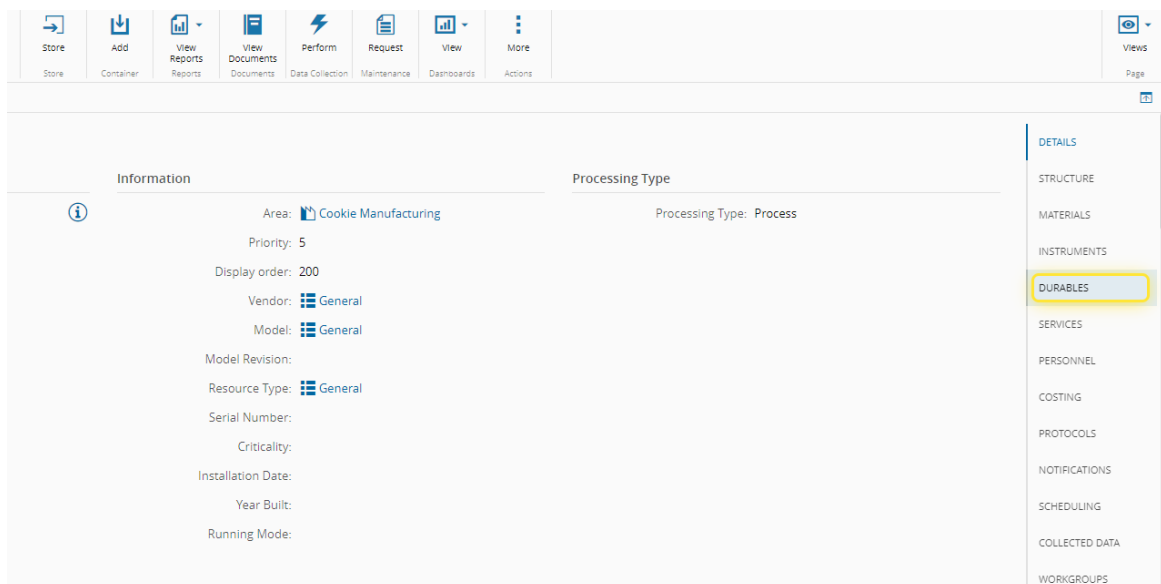 Store
Add
View Reports
View Documents
Perform
Request
View
More
Views
Store
Container
Reports
Documents
Data Collection
Maintenance
Dashboards
Actions
Page
Information
Area: Cookie Manufacturing
Priority: 5
Display order: 200
Vendor: General
Model: General
Model Revision:
Resource Type: General
Serial Number:
Criticality:
Installation Date:
Year Built:
Running Mode:
Processing Type
Processing Type: Process
DETAILS
STRUCTURE
MATERIALS
INSTRUMENTS
DURABLES
SERVICES
PERSONNEL
COSTING
PROTOCOLS
NOTIFICATIONS
SCHEDULING
COLLECTED DATA
WORKGROUPS